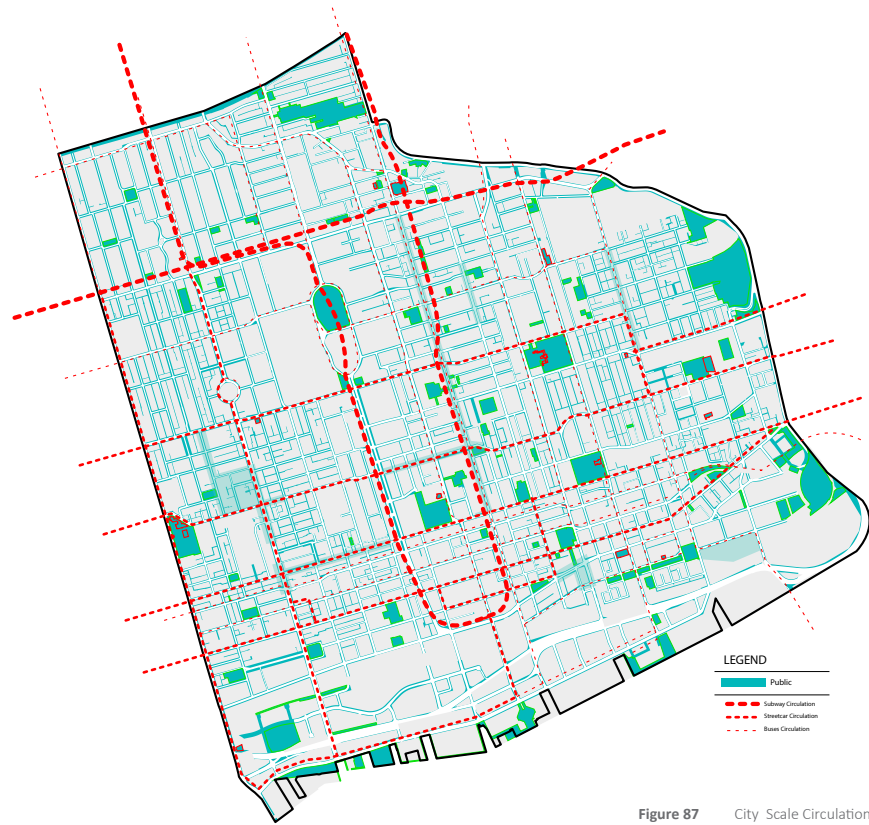 LEGEND
Public
Subway Circulation
Streetcar Circulation
Buses Circulation
Figure 87 City Scale Circulation